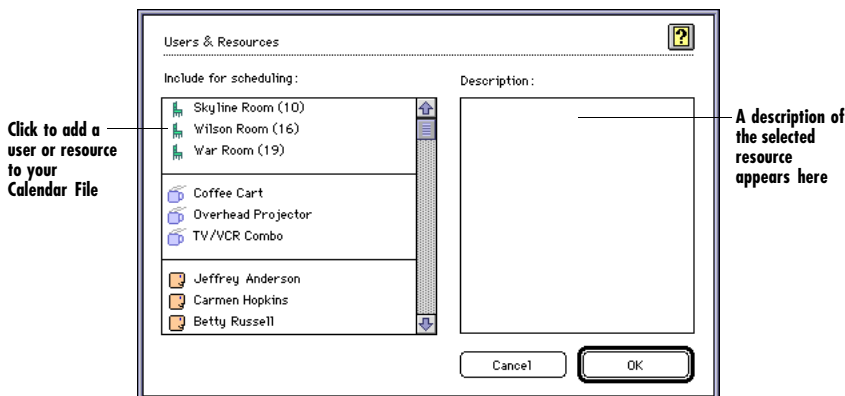 Users & Resources
?
Include for scheduling:
Description:
Skyline Room (10)
Wilson Room (16)
War Room (19)
Coffee Cart
Overhead Projector
TV/VCR Combo
Jeffrey Anderson
Carmen Hopkins
Betty Russell
Cancel
OK
Click to add a
user or resource
to your
Calendar File
A description of
the selected
resource
appears here